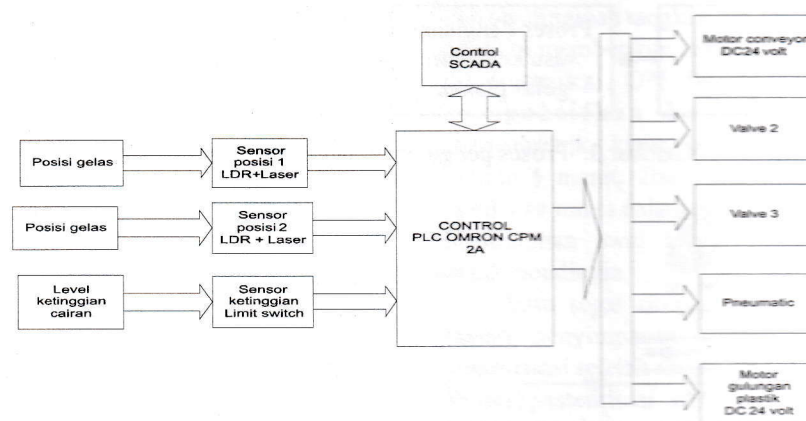 Control
SCADA
Motor conveyor
DC24 volt
Valve 2
Posisi gelas
Sensor
posisi 1
LDR+Laser
CONTROL
PLC OMRON CPM
2A
Posisi gelas
Sensor
posisi 2
LDR + Laser
Valve 3
Level
ketinggian
cairan
Sensor
ketinggian
Limit switch
Pneumatic
Motor
gulungan
plastik
DC 24 volt